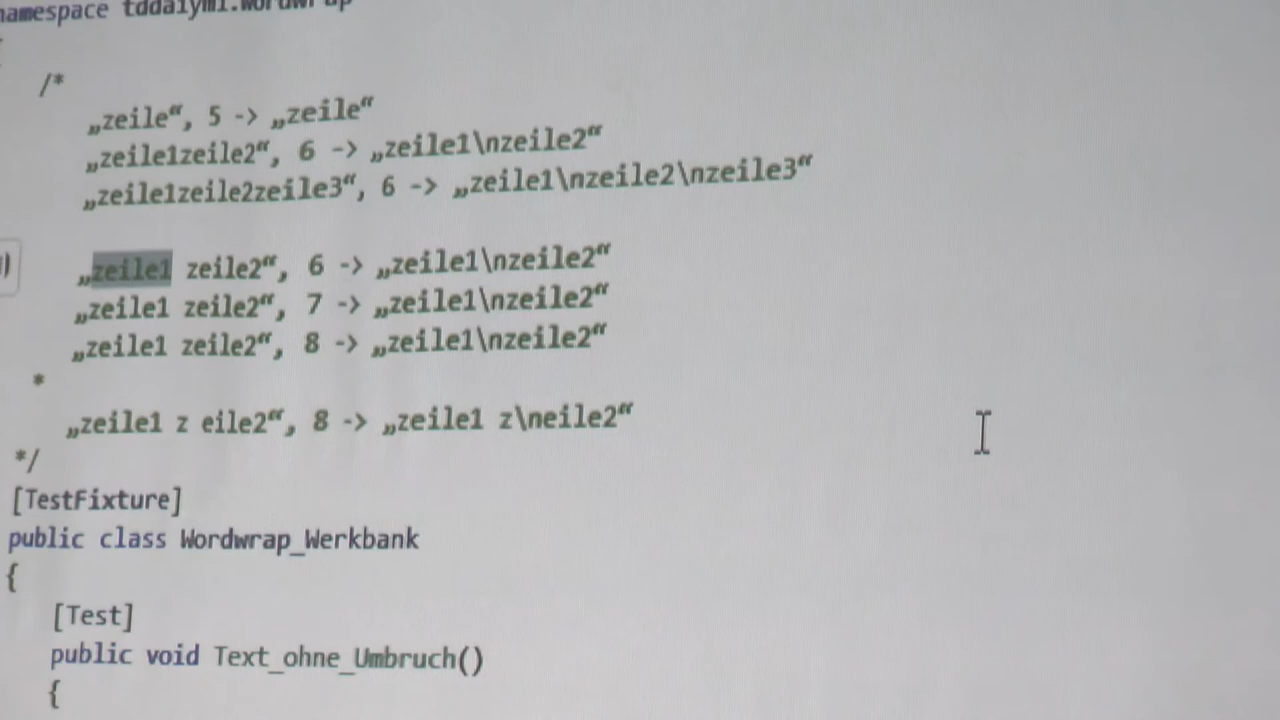 namespace
{
/*
„zeile“, 5 -> „zeile“
„zeile1zeile2“, 6 -> „zeile1\nzeile2“
„zeile1zeile2zeile3“, 6 -> „zeile1\nzeile2\nzeile3“
„zeile1 zeile2“, 6 -> „zeile1\nzeile2“
„zeile1 zeile2“, 7 -> „zeile1\nzeile2“
„zeile1 zeile2“, 8 -> „zeile1\nzeile2“
*
„zeile1 z eile2“, 8 -> „zeile1 z\neile2“
*/
[TestFixture]
public class Wordwrap_Werkbank
{
[Test]
public void Text_ohne_Umbruch()
{